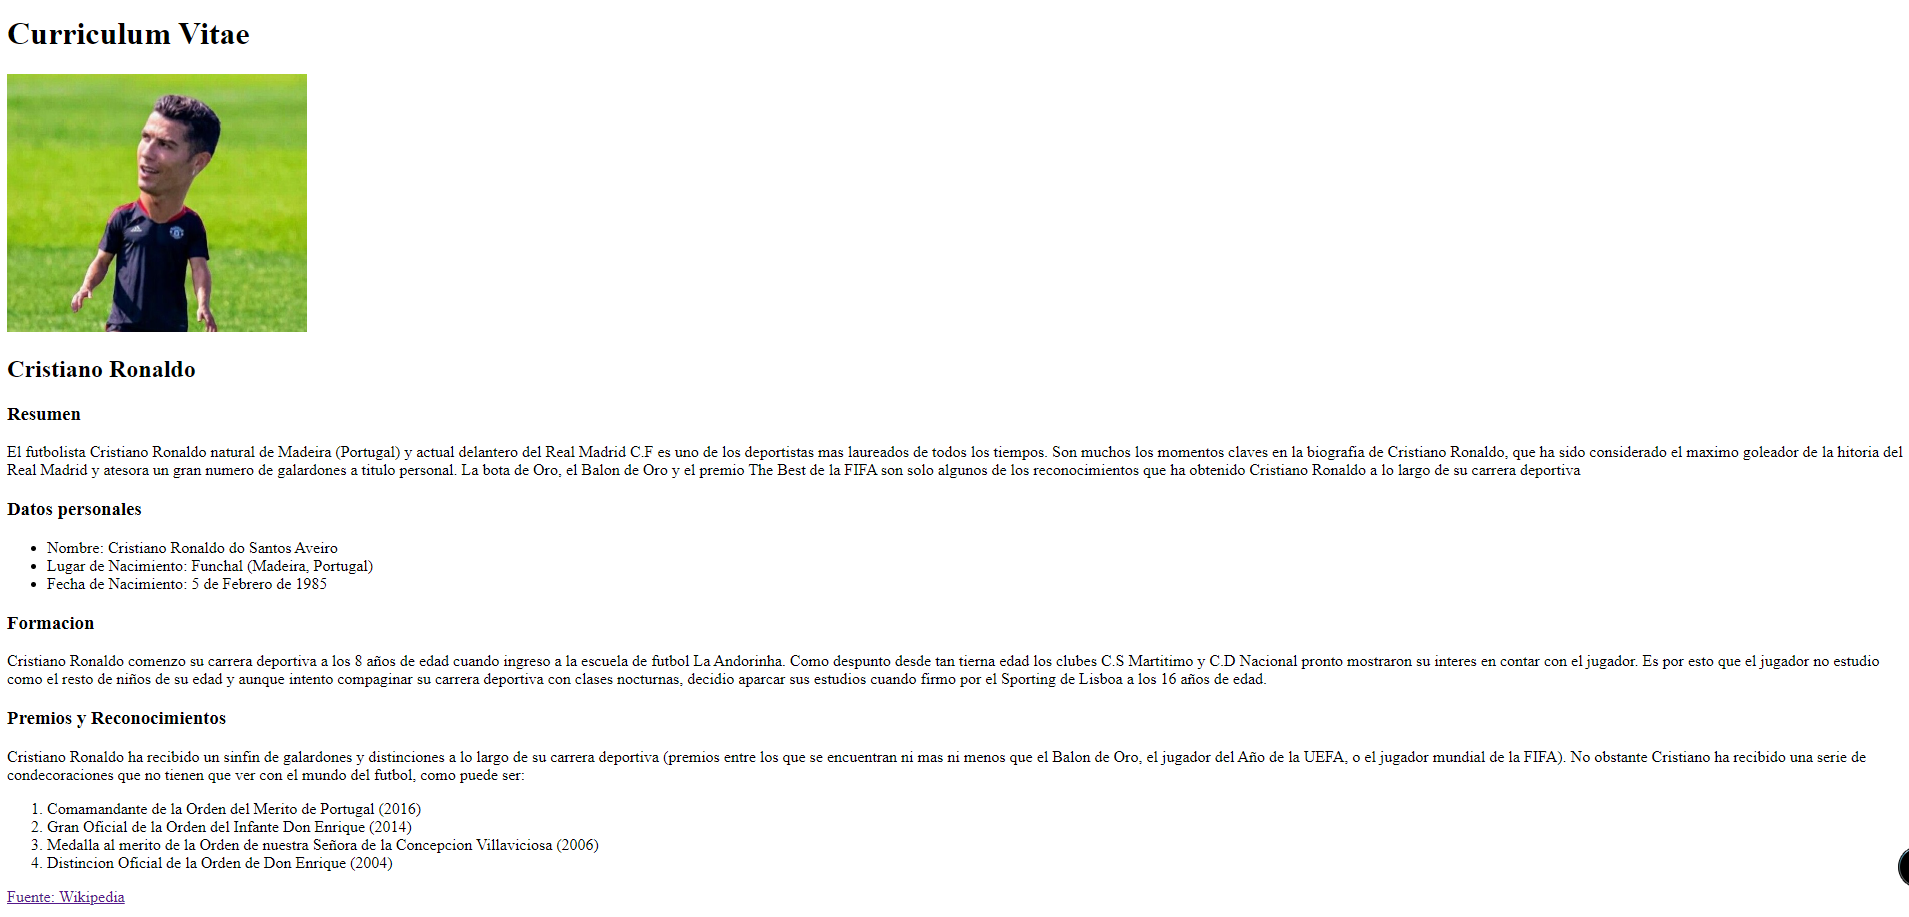 Curriculum Vitae
Cristiano Ronaldo
Resumen
El futbolista Cristiano Ronaldo natural de Madeira (Portugal) y actual delantero del Real Madrid C.F es uno de los deportistas mas laureados de todos los tiempos. Son muchos los momentos claves en la biografia de Cristiano Ronaldo, que ha sido considerado el maximo goleador de la hitoria del
Real Madrid y atesora un gran numero de galardones a titulo personal. La bota de Oro, el Balon de Oro y el premio The Best de la FIFA son solo algunos de los reconocimientos que ha obtenido Cristiano Ronaldo a lo largo de su carrera deportiva
Datos personales
• Nombre: Cristiano Ronaldo do Santos Aveiro
• Lugar de Nacimiento: Funchal (Madeira, Portugal)
• Fecha de Nacimiento: 5 de Febrero de 1985
Formacion
Cristiano Ronaldo comenzo su carrera deportiva a los 8 años de edad cuando ingreso a la escuela de futbol La Andorinha. Como despunto desde tan tierna edad los clubes C.S Martitimo y C.D Nacional pronto mostraron su interes en contar con el jugador. Es por esto que el jugador no estudio
como el resto de niños de su edad y aunque intento compaginar su carrera deportiva con clases nocturnas, decidio aparcar sus estudios cuando firmo por el Sporting de Lisboa a los 16 años de edad.
Premios y Reconocimientos
Cristiano Ronaldo ha recibido un sinfin de galardones y distinciones a lo largo de su carrera deportiva (premios entre los que se encuentran ni mas ni menos que el Balon de Oro, el jugador del Año de la UEFA, o el jugador mundial de la FIFA). No obstante Cristiano ha recibido una serie de
condecoraciones que no tienen que ver con el mundo del futbol, como puede ser:
1. Comamandante de la Orden del Merito de Portugal (2016)
2. Gran Oficial de la Orden del Infante Don Enrique (2014)
3. Medalla al merito de la Orden de nuestra Señora de la Concepcion Villaviciosa (2006)
4. Distincion Oficial de la Orden de Don Enrique (2004)
Fuente: Wikipedia